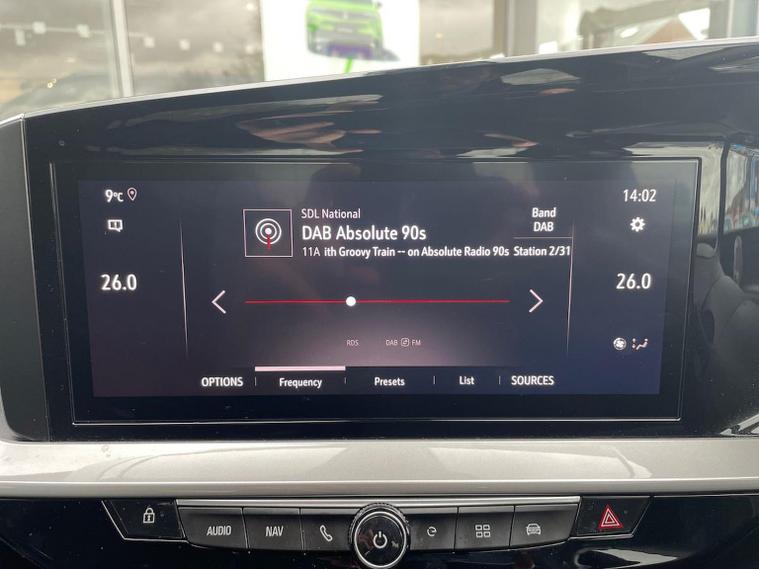 9°C
14:02
SDL National
Band
DAB Absolute 90s
DAB
11A ith Groovy Train -- on Absolute Radio 90s Station 2/31
26.0
26.0
RDS DAB FM
OPTIONS Frequency Presets List SOURCES
AUDIO NAV